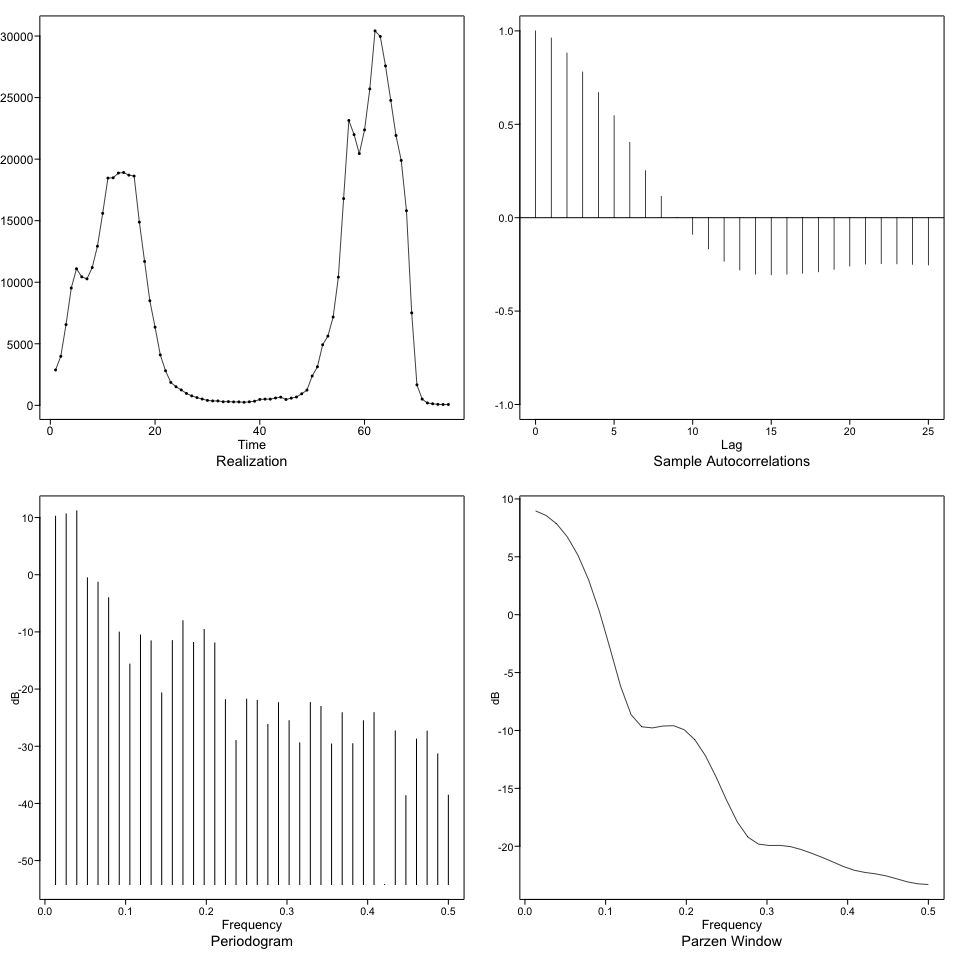 30000
25000
20000
15000
10000
5000
0
0 20 40 60
Time
Realization
1.0
0.5
0.0
-0.5
-1.0
0 5 10 15 20 25
Lag
Sample Autocorrelations
10
0
-10
-20
-30
-40
-50
dB
0.0 0.1 0.2 0.3 0.4 0.5
Frequency
Periodogram
10
5
0
-5
-10
-15
-20
dB
0.0 0.1 0.2 0.3 0.4 0.5
Frequency
Parzen Window